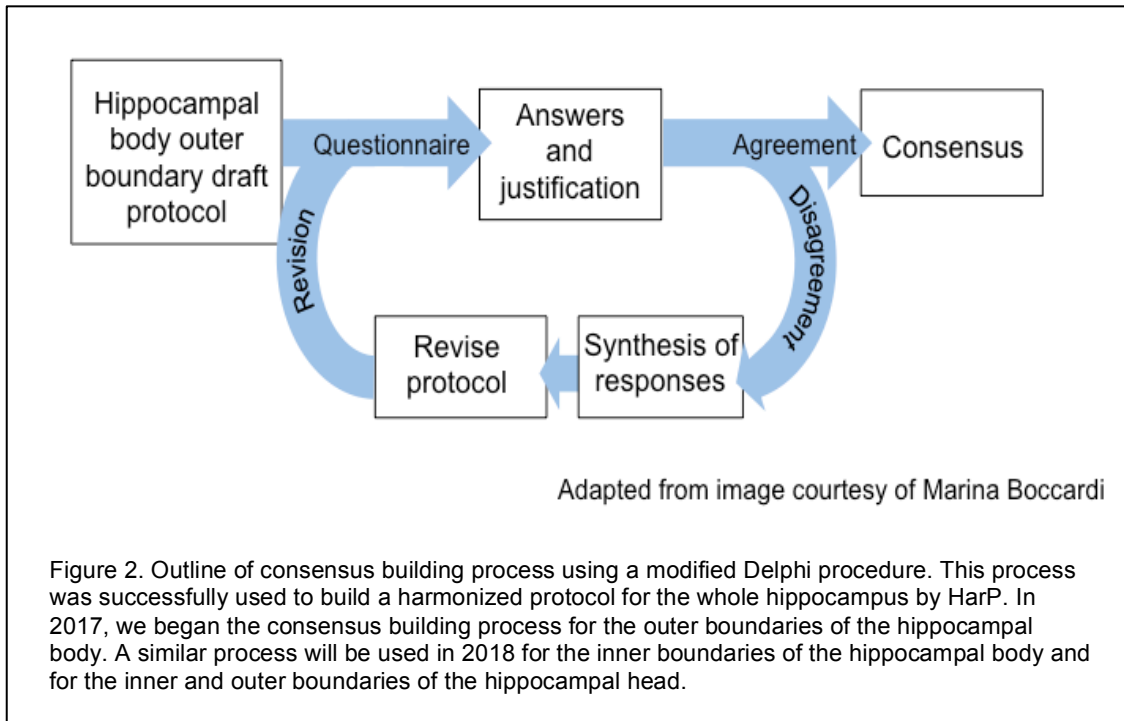 Hippocampal
body outer
boundary draft
protocol
Questionnaire
Answers
and
justification
Agreement
Consensus
Disagreement
Synthesis of
responses
Revise
protocol
Revision
Adapted from image courtesy of Marina Boccardi
Figure 2. Outline of consensus building process using a modified Delphi procedure. This process
was successfully used to build a harmonized protocol for the whole hippocampus by HarP. In
2017, we began the consensus building process for the outer boundaries of the hippocampal
body. A similar process will be used in 2018 for the inner boundaries of the hippocampal body and
for the inner and outer boundaries of the hippocampal head.